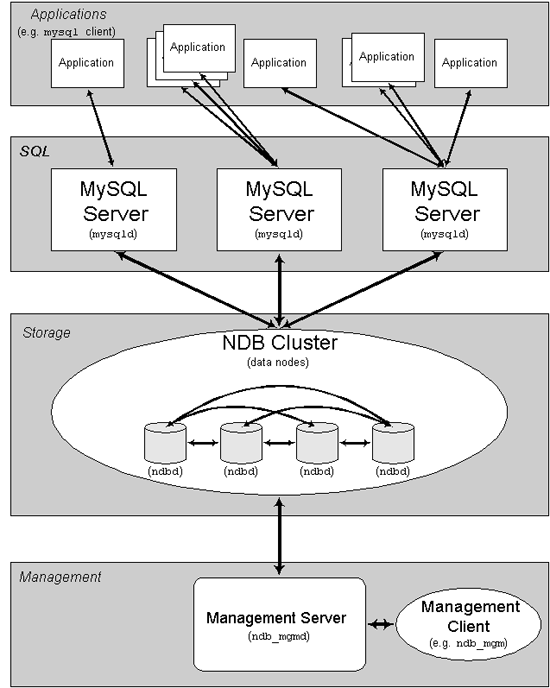 Applications
(e.g. mysql client)
Application
Application
Application
Application
Application
SQL
MySQL
Server
(mysqld)
MySQL
Server
(mysqld)
MySQL
Server
(mysqld)
Storage
NDB Cluster
(data nodes)
(ndbd)
(ndbd)
(ndbd)
(ndbd)
Management
Management Server
(ndb_mgmd)
Management
Client
(e.g. ndb_mgm)